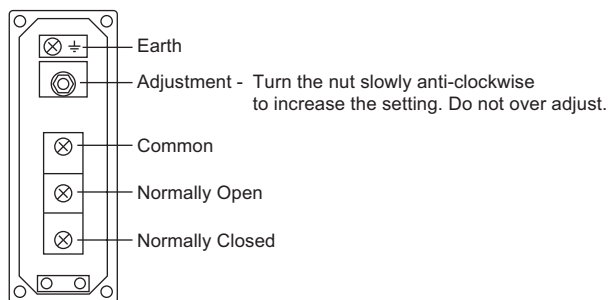 Earth
Adjustment - Turn the nut slowly anti-clockwise
to increase the setting. Do not over adjust.
Common
Normally Open
Normally Closed